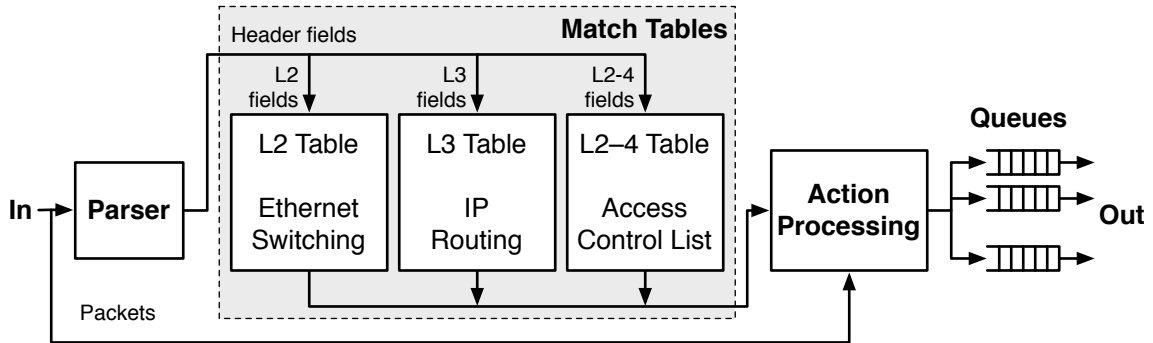 Header fields
Match Tables
L2
fields
L3
fields
L2-4
fields
L2 Table
Ethernet
Switching
L3 Table
IP
Routing
L2–4 Table
Access
Control List
In
Parser
Packets
Action
Processing
Queues
Out